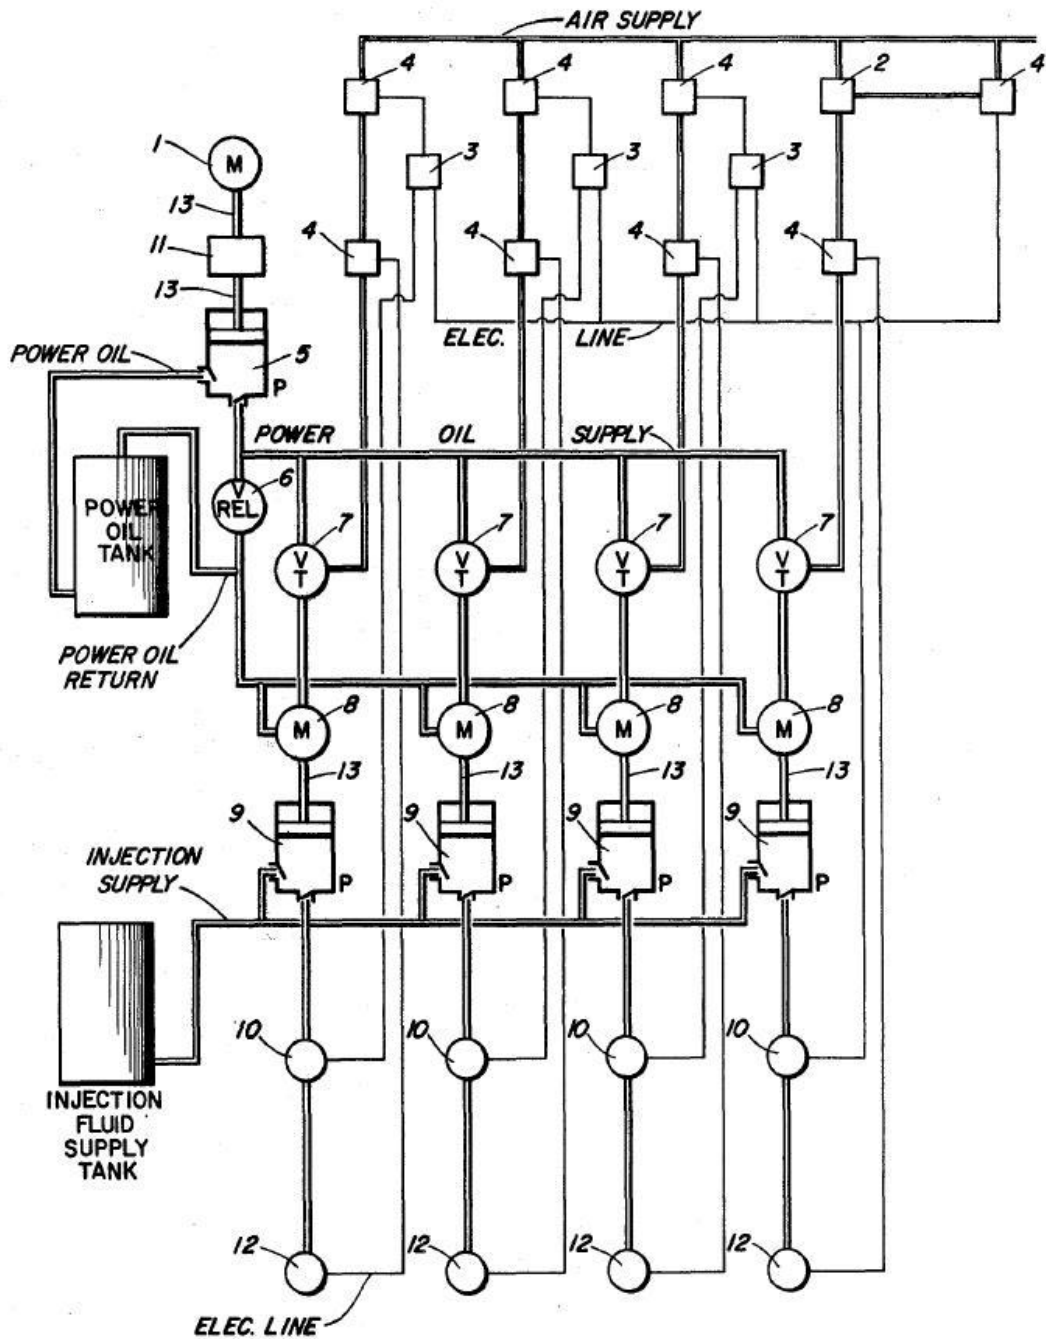 AIR SUPPLY
4 4 4 2 4
1
M
3 3 3
13
11
4 4 4 4
13
ELEC. LINE
POWER OIL
5
P
POWER OIL SUPPLY
6
V
REL
POWER
OIL
TANK
7 7 7 7
V V V V
T T T T
POWER OIL
RETURN
8 8 8 8
M M M M
13 13 13 13
9 9 9 9
INJECTION
SUPPLY
P P P P
10 10 10 10
INJECTION
FLUID
SUPPLY
TANK
12 12 12 12
ELEC. LINE